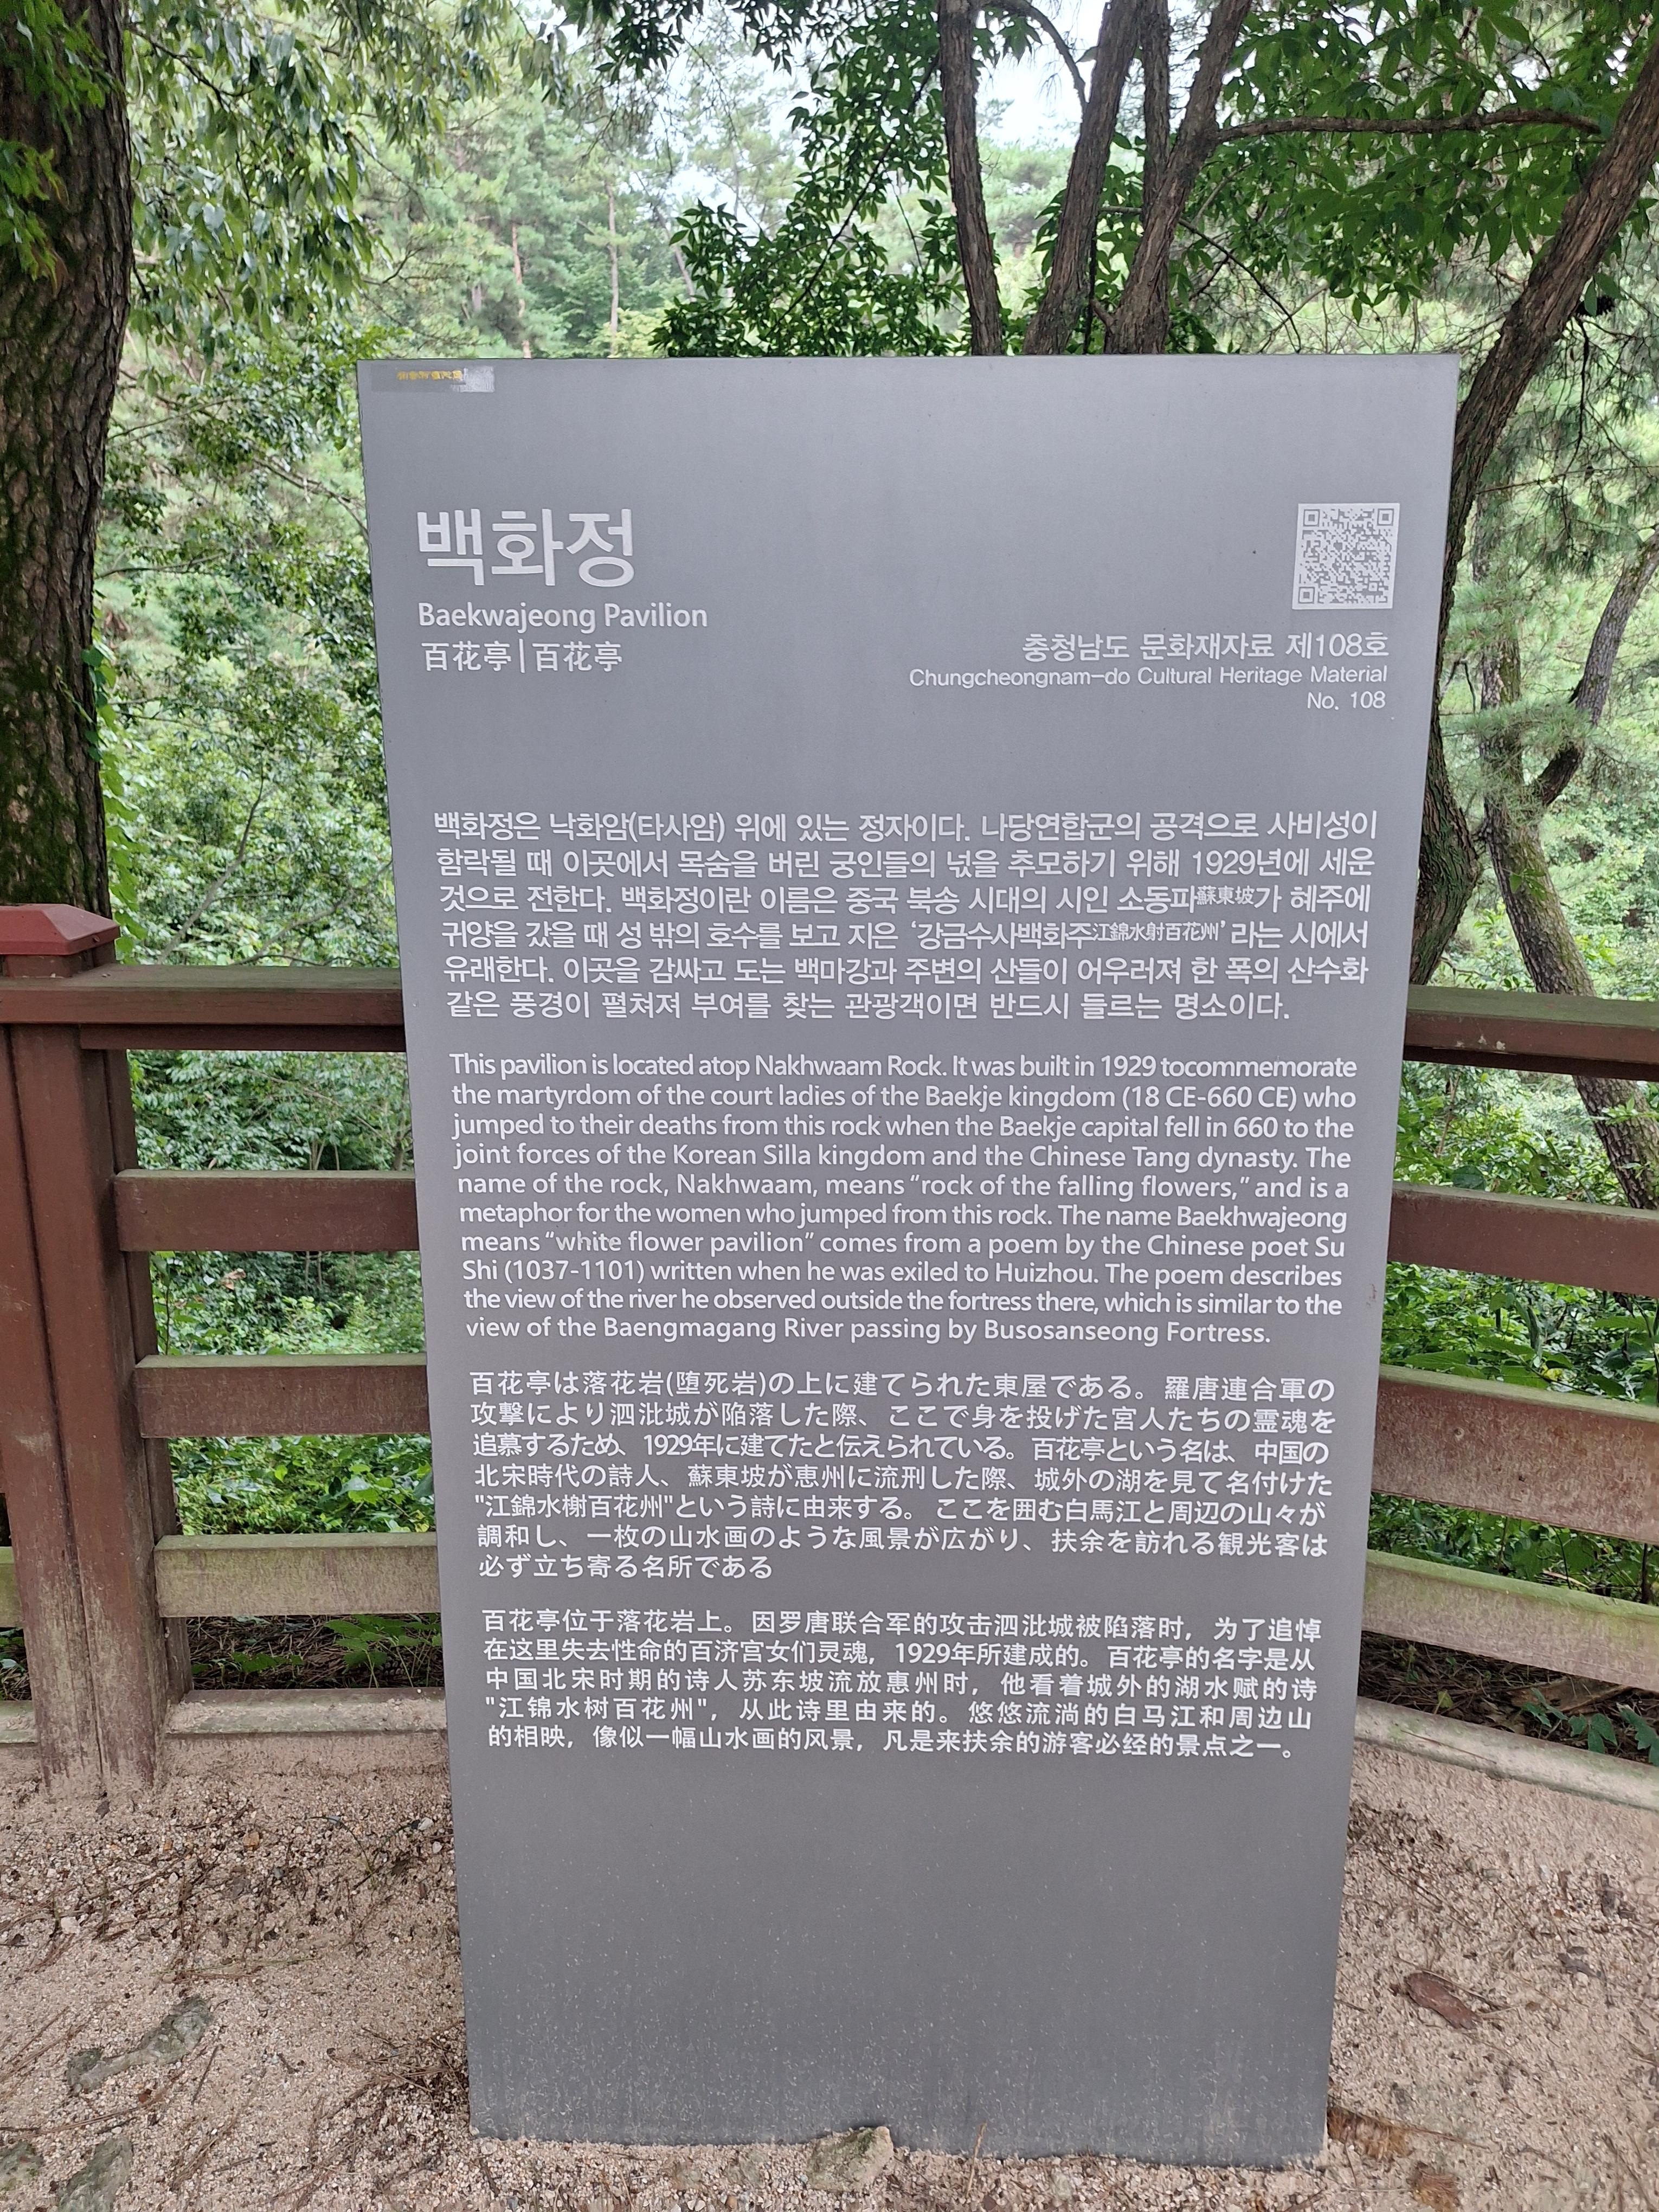 백화정
Baekwajeong Pavilion
百花亭|百花亭
충청남도 문화재자료 제108호
Chungcheongnam-do Cultural Heritage Material
No. 108
백화정은 낙화암(타사암) 위에 있는 정자이다. 나당연합군의 공격으로 사비성이
함락될 때 이곳에서 목숨을 버린 궁인들의 넋을 추모하기 위해 1929년에 세운
것으로 전한다. 백화정이란 이름은 중국 북송 시대의 시인 소동파蘇東坡가 혜주에
귀양을 갔을 때 성 밖의 호수를 보고 지은 ‘강금수사백화주江錦水射百花州’라는 시에서
유래한다. 이곳을 감싸고 도는 백마강과 주변의 산들이 어우러져 한 폭의 산수화
같은 풍경이 펼쳐져 부여를 찾는 관광객이면 반드시 들르는 명소이다.
This pavilion is located atop Nakhwaam Rock. It was built in 1929 tocommemorate
the martyrdom of the court ladies of the Baekje kingdom (18 CE-660 CE) who
jumped to their deaths from this rock when the Baekje capital fell in 660 to the
joint forces of the Korean Silla kingdom and the Chinese Tang dynasty. The
name of the rock, Nakhwaam, means “rock of the falling flowers,” and is a
metaphor for the women who jumped from this rock. The name Baekhwajeong
means “white flower pavilion” comes from a poem by the Chinese poet Su
Shi (1037-1101) written when he was exiled to Huizhou. The poem describes
the view of the river he observed outside the fortress there, which is similar to the
view of the Baengmagang River passing by Busosanseong Fortress.
百花亭は落花岩(堕死岩)の上に建てられた東屋である。羅唐連合軍の
攻撃により泗沘城が陥落した際、ここで身を投げた宮人たちの霊魂を
追慕するため、1929年に建てたと伝えられている。百花亭という名は、中国の
北宋時代の詩人、蘇東坡が恵州に流刑した際、城外の湖を見て名付けた
"江錦水榭百花州"という詩に由来する。ここを囲む白馬江と周辺の山々が
調和し、一枚の山水画のような風景が広がり、扶余を訪れる観光客は
必ず立ち寄る名所である
百花亭位于落花岩上。因罗唐联合军的攻击泗沘城被陷落时，为了追悼
在这里失去性命的百济宫女们灵魂，1929年所建成的。百花亭的名字是从
中国北宋时期的诗人苏东坡流放惠州时，他看着城外的湖水赋的诗
"江锦水树百花州"，从此诗里由来的。悠悠流淌的白马江和周边山
的相映，像似一幅山水画的风景，凡是来扶余的游客必经的景点之一。